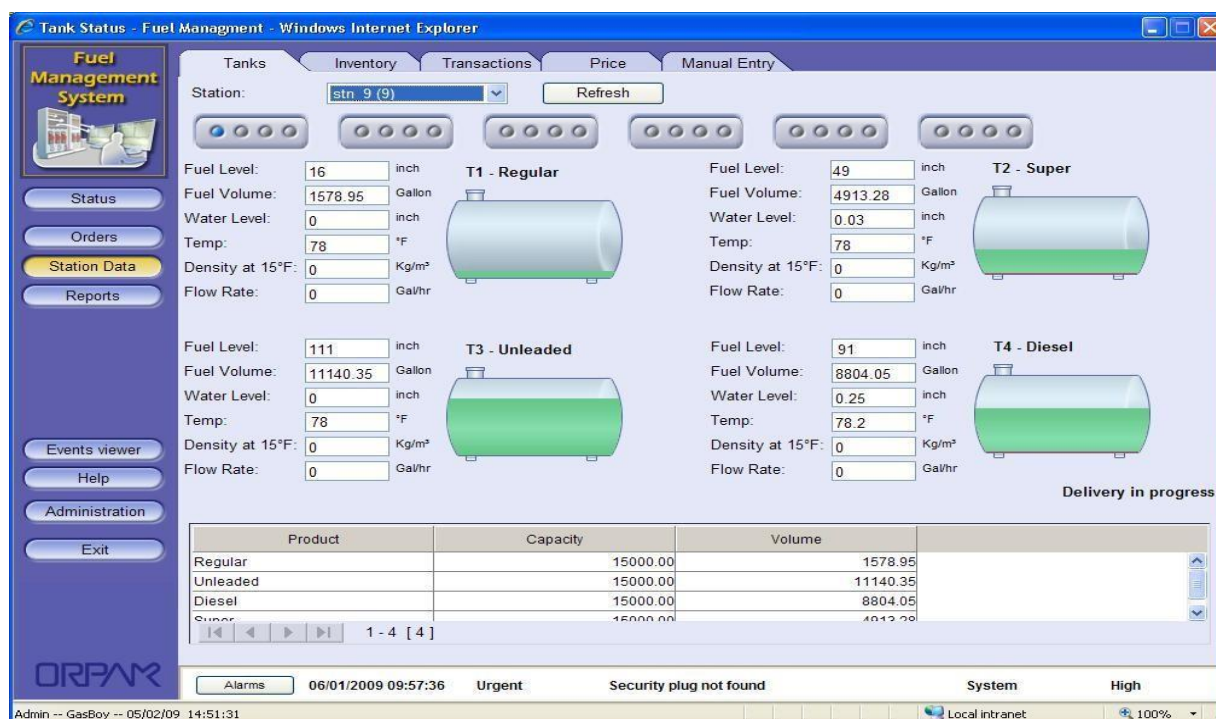 Tank Status - Fuel Managment - Windows Internet Explorer
Fuel
Management
System
Tanks Inventory Transactions Price Manual Entry
Station: stn_9 (9) Refresh
Status
Orders
Station Data
Reports
Events viewer
Help
Administration
Exit
ORPAK
Fuel Level: 16 inch T1 - Regular
Fuel Volume: 1578.95 Gallon
Water Level: 0 inch
Temp: 78 °F
Density at 15°F: 0 Kg/m³
Flow Rate: 0 Gal/hr
Fuel Level: 49 inch T2 - Super
Fuel Volume: 4913.28 Gallon
Water Level: 0.03 inch
Temp: 78 °F
Density at 15°F: 0 Kg/m³
Flow Rate: 0 Gal/hr
Fuel Level: 111 inch T3 - Unleaded
Fuel Volume: 11140.35 Gallon
Water Level: 0 inch
Temp: 78 °F
Density at 15°F: 0 Kg/m³
Flow Rate: 0 Gal/hr
Fuel Level: 91 inch T4 - Diesel
Fuel Volume: 8804.05 Gallon
Water Level: 0.25 inch
Temp: 78.2 °F
Density at 15°F: 0 Kg/m³
Flow Rate: 0 Gal/hr
Delivery in progress
Product Capacity Volume
Regular 15000.00 1578.95
Unleaded 15000.00 11140.35
Diesel 15000.00 8804.05
Super 15000.00 4913.28
1 - 4 [ 4 ]
Alarms 06/01/2009 09:57:36 Urgent Security plug not found System High
Admin -- GasBoy -- 05/02/09 14:51:31 Local intranet 100%